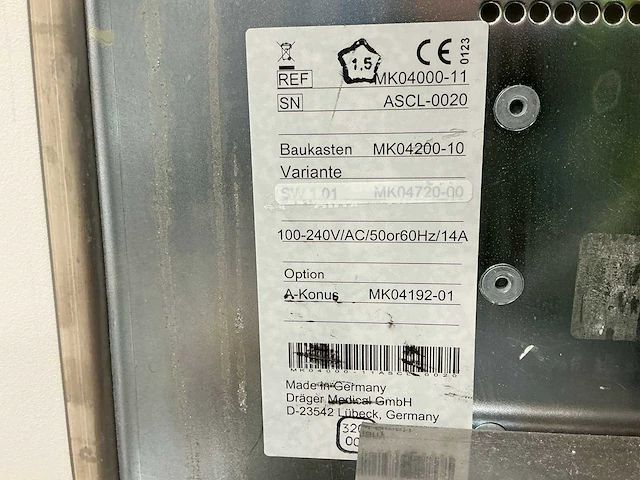 1.5
0123
REF MK04000-11
SN ASCL-0020
Baukasten MK04200-10
Variante
SW 1.01 MK04720-00
100-240V/AC/50or60Hz/14A
Option
A-Konus MK04192-01
Made in Germany
Dräger Medical GmbH
D-23542 Lübeck, Germany